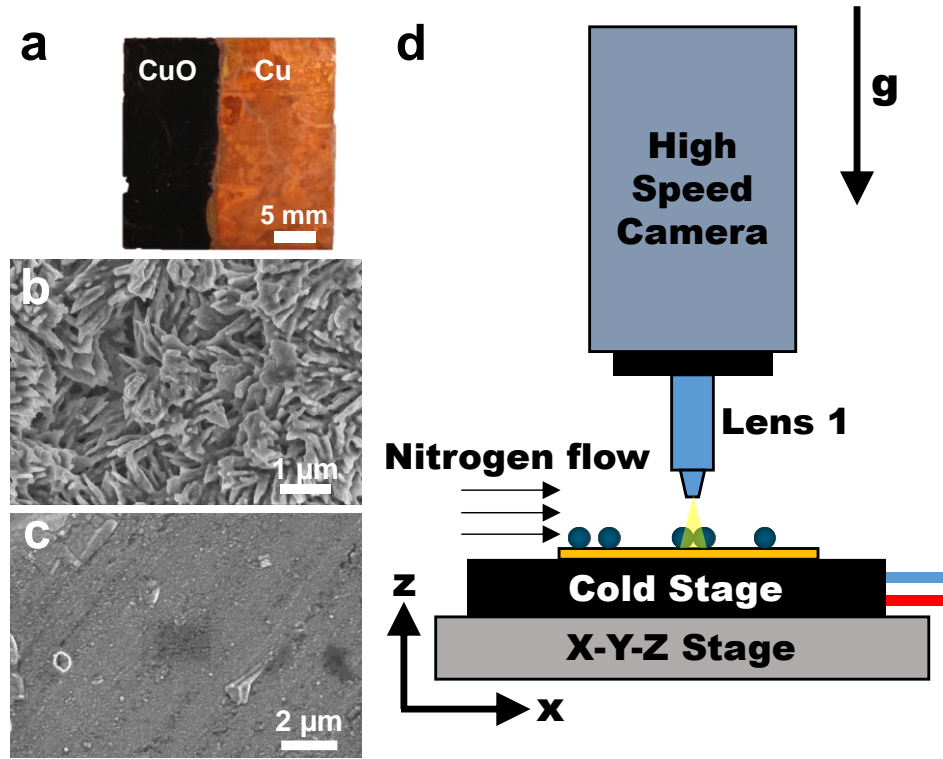 a
CuO
Cu
5 mm
b
1 µm
c
2 µm
d
g
High
Speed
Camera
Lens 1
Nitrogen flow
Cold Stage
X-Y-Z Stage
z
x